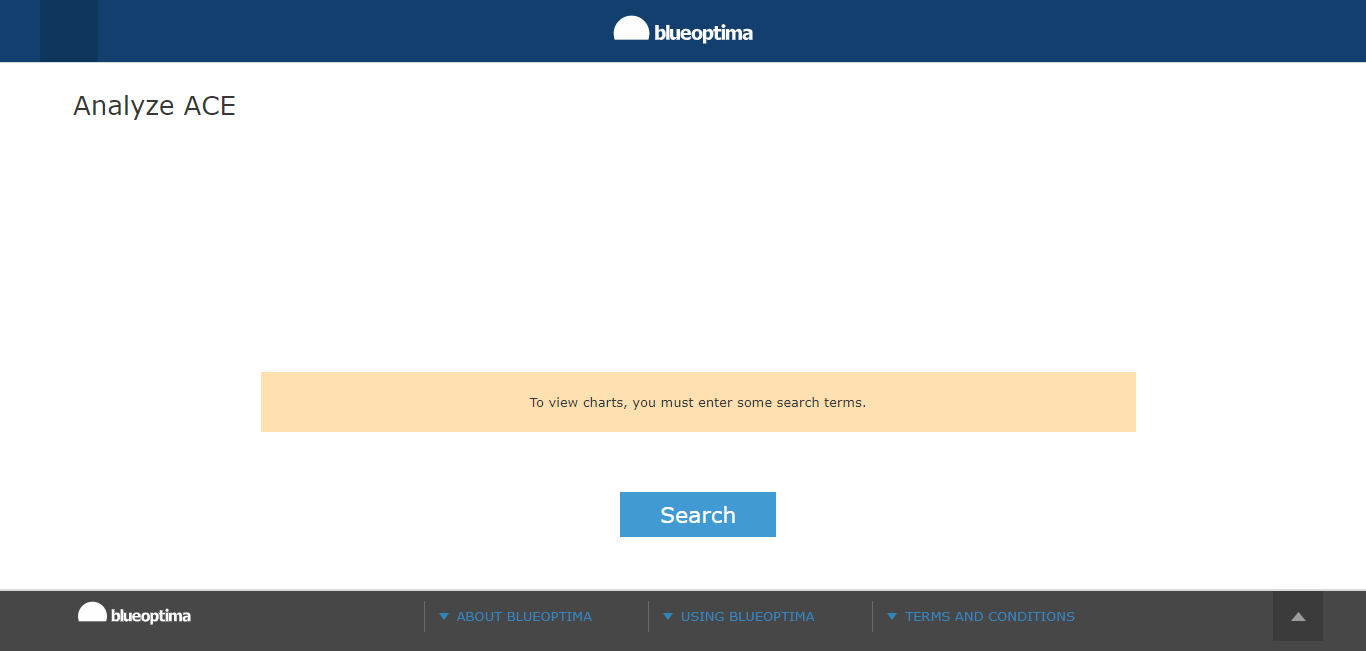 blueoptima
Analyze ACE
To view charts, you must enter some search terms.
Search
blueoptima
ABOUT BLUEOPTIMA
USING BLUEOPTIMA
TERMS AND CONDITIONS